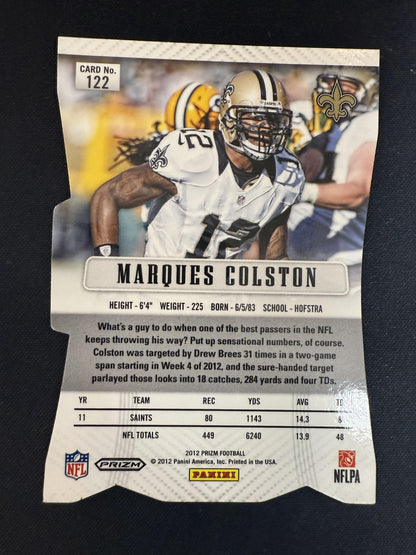 CARD No.
122
12
12
MARQUES COLSTON
HEIGHT - 6'4" WEIGHT - 225 BORN - 6/5/83 SCHOOL - HOFSTRA
What's a guy to do when one of the best passers in the NFL
keeps throwing his way? Put up sensational numbers, of course.
Colston was targeted by Drew Brees 31 times in a two-game
span starting in Week 4 of 2012, and the sure-handed target
parlayed those looks into 18 catches, 284 yards and four TDs.
YR TEAM REC YDS AVG TD
11 SAINTS 80 1143 14.3 8
NFL TOTALS 449 6240 13.9 48
2012 PRIZM FOOTBALL
© 2012 Panini America, Inc. Printed in the USA.
NFL PRIZM PANINI NFLPA